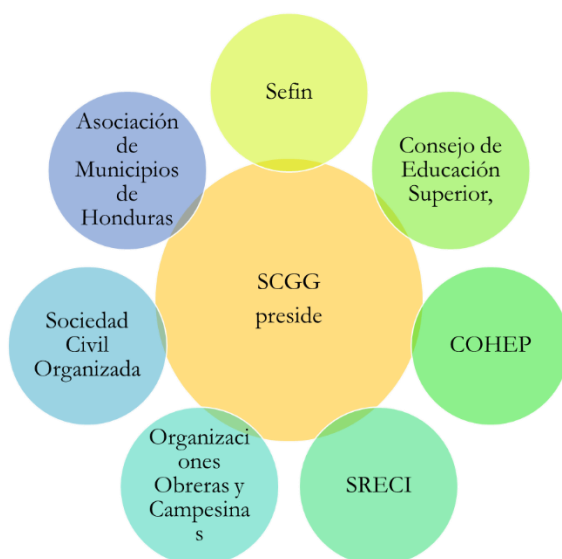 Sefin
Consejo de
Educación
Superior,
COHEP
SRECI
Organizaci
ones
Obreras y
Campesina
s
Sociedad
Civil
Organizada
Asociación
de
Municipios
de
Honduras
SCGG
preside